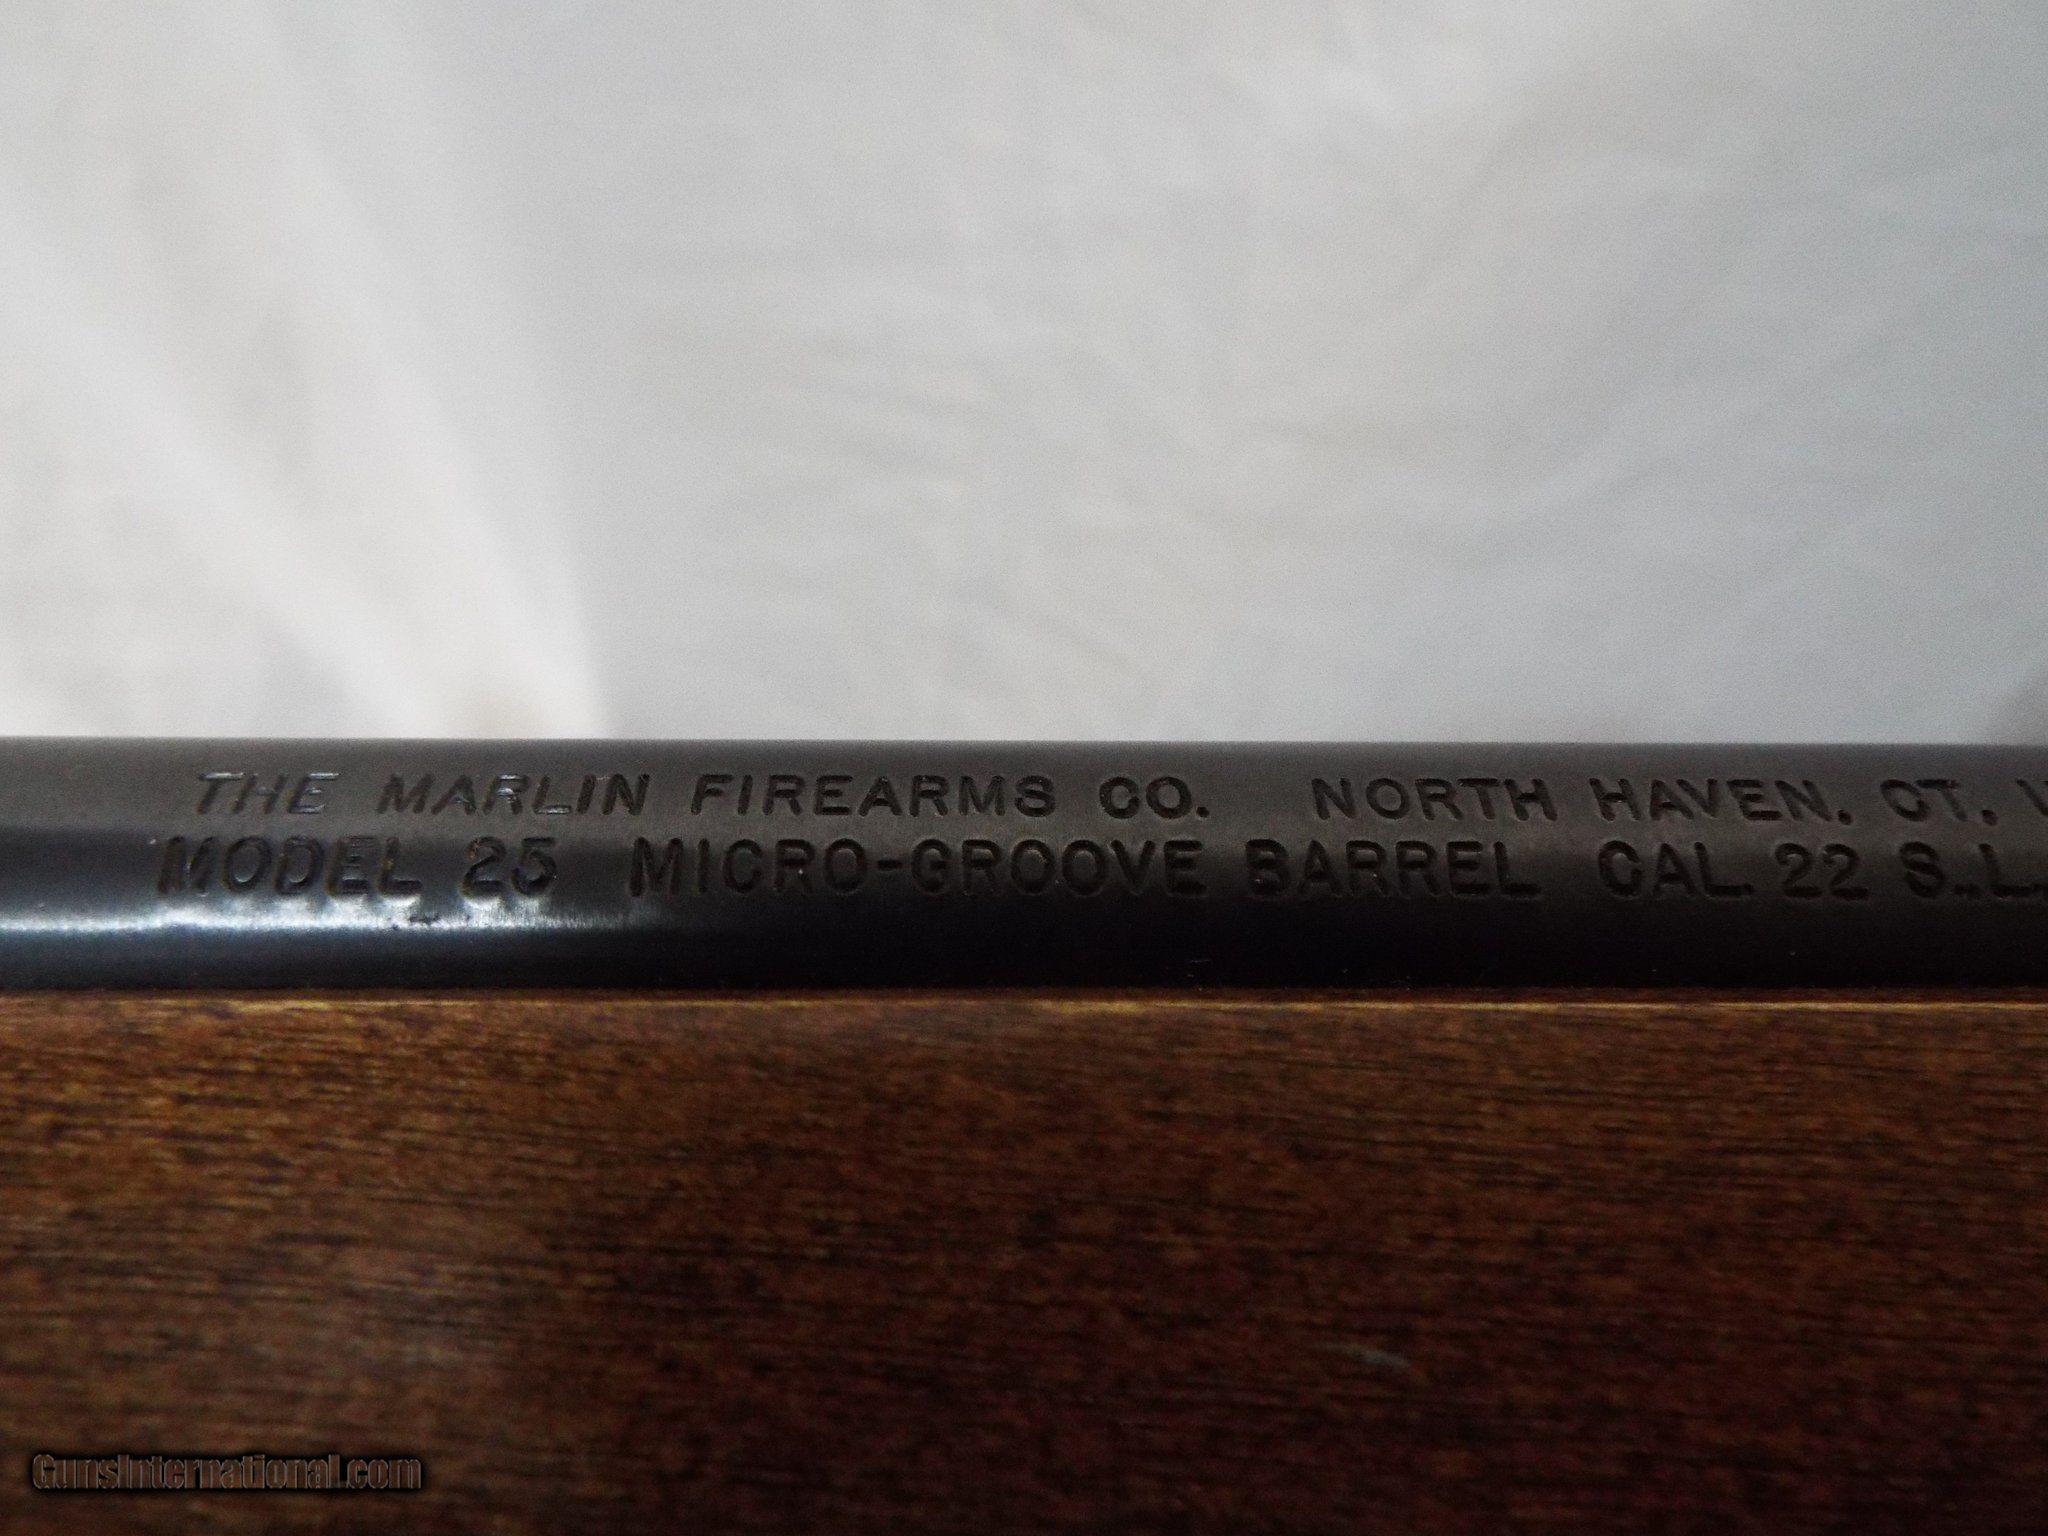 THE MARLIN FIREARMS CO. NORTH HAVEN, CT.
MODEL 25 MICRO-GROOVE BARREL CAL. 22 S.,L.
GunsInternational.com